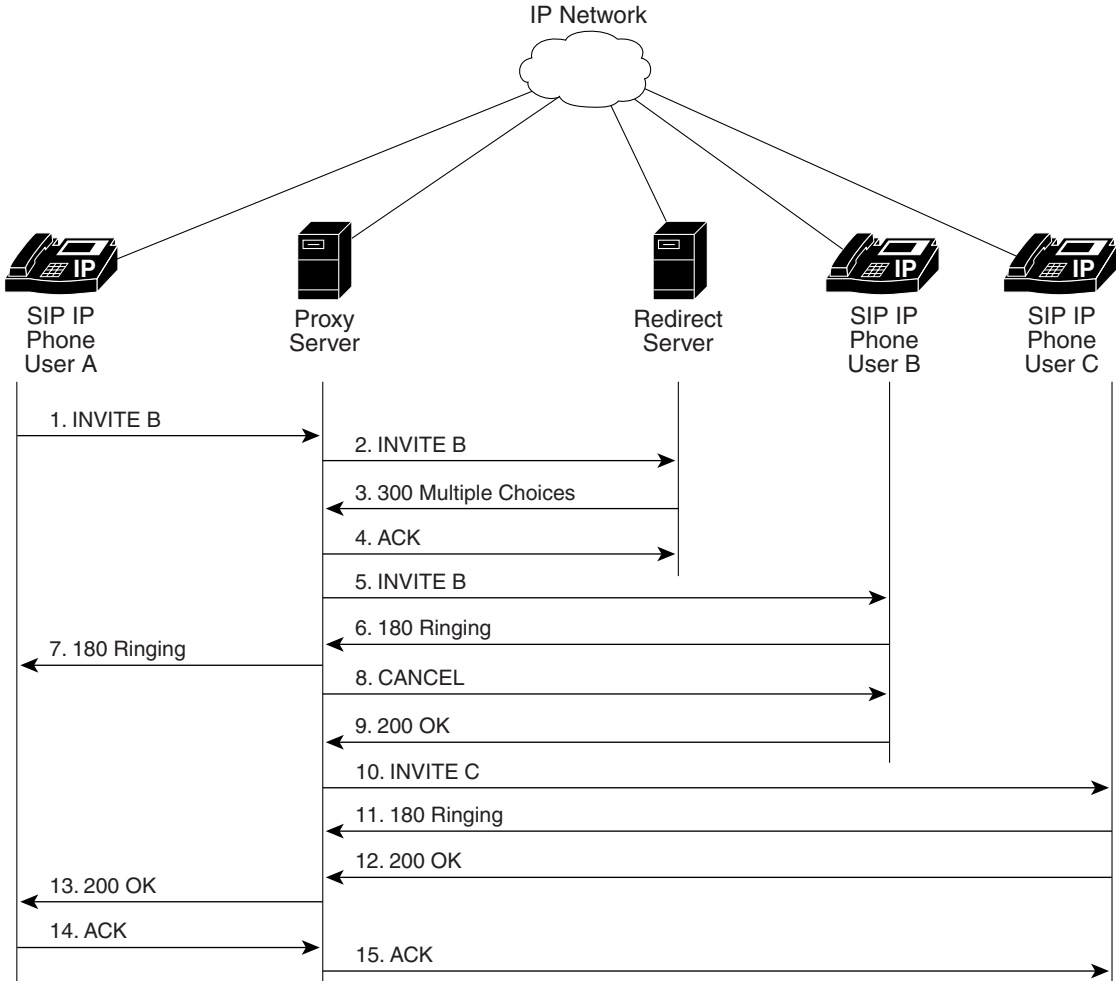 IP Network
IP
IP
IP
SIP IP
Phone
User A
Proxy
Server
Redirect
Server
SIP IP
Phone
User B
SIP IP
Phone
User C
1. INVITE B
2. INVITE B
3. 300 Multiple Choices
4. ACK
5. INVITE B
6. 180 Ringing
7. 180 Ringing
8. CANCEL
9. 200 OK
10. INVITE C
11. 180 Ringing
12. 200 OK
13. 200 OK
14. ACK
15. ACK